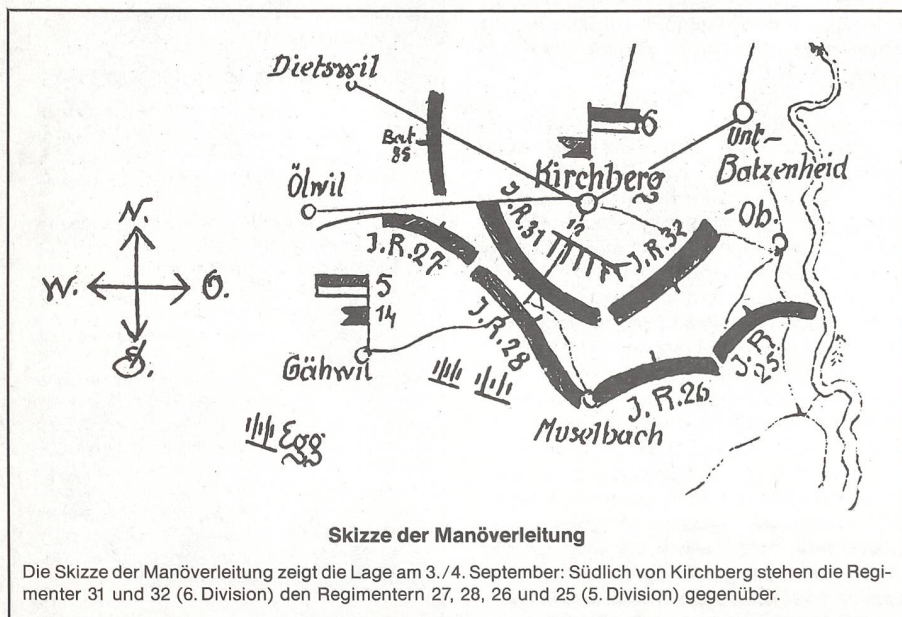 Dietswil
6
Bat.
85
Unt-
Batzenheid
Kirchberg
Ölwil
-Ob.
N.
W.
O.
S.
J.R.31
12
J.R.32
J.R.27
5
14
J.R.28
Gähwil
J.R.25
J.R.26
Muselbach
Egg
Skizze der Manöverleitung
Die Skizze der Manöverleitung zeigt die Lage am 3./4. September: Südlich von Kirchberg stehen die Regi-
menter 31 und 32 (6. Division) den Regimentern 27, 28, 26 und 25 (5. Division) gegenüber.